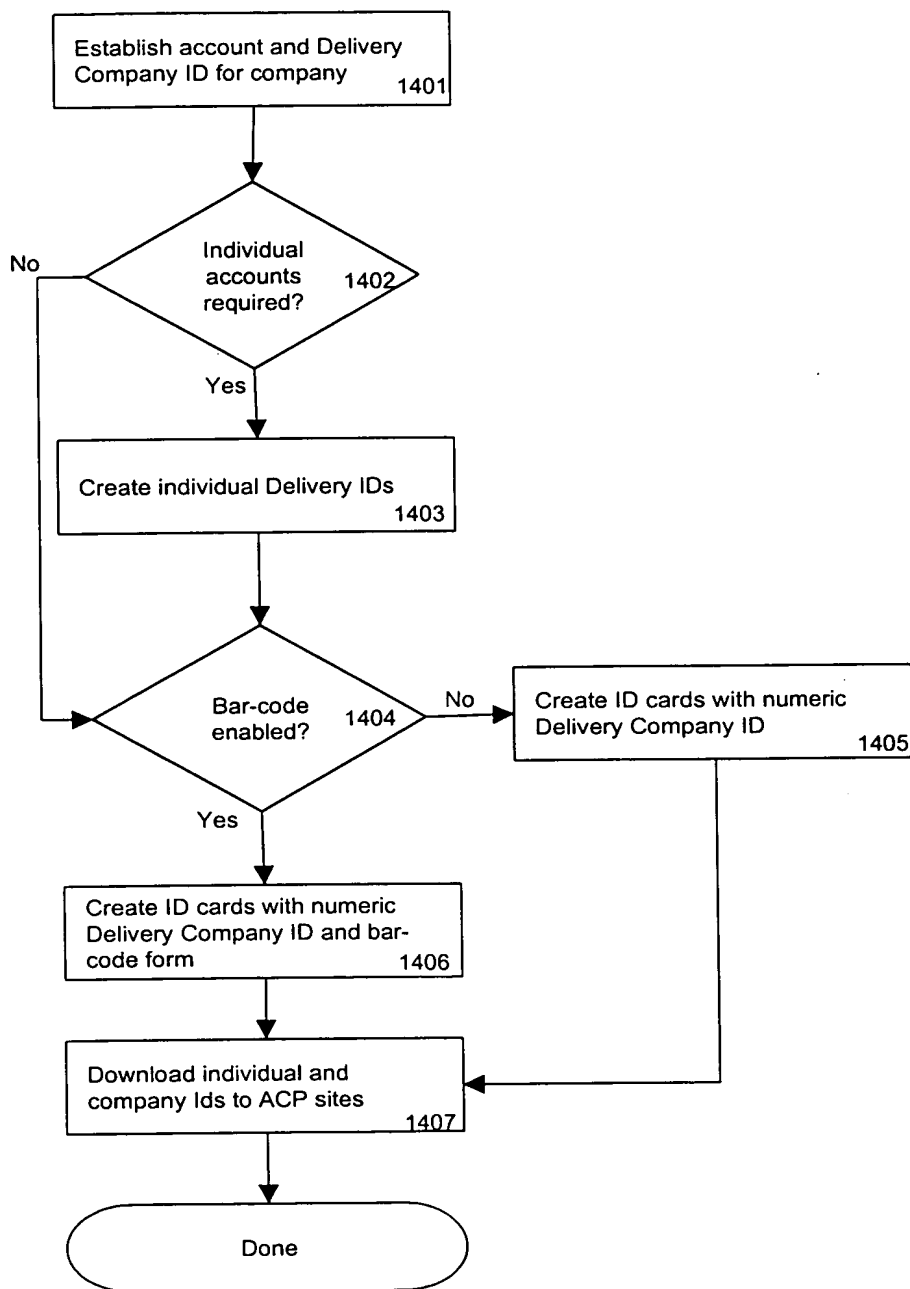 Establish account and Delivery
Company ID for company
1401
Individual
accounts
required?
1402
No
Yes
Create individual Delivery IDs
1403
Bar-code
enabled?
1404
No
Create ID cards with numeric
Delivery Company ID
1405
Yes
Create ID cards with numeric
Delivery Company ID and bar-
code form
1406
Download individual and
company Ids to ACP sites
1407
Done